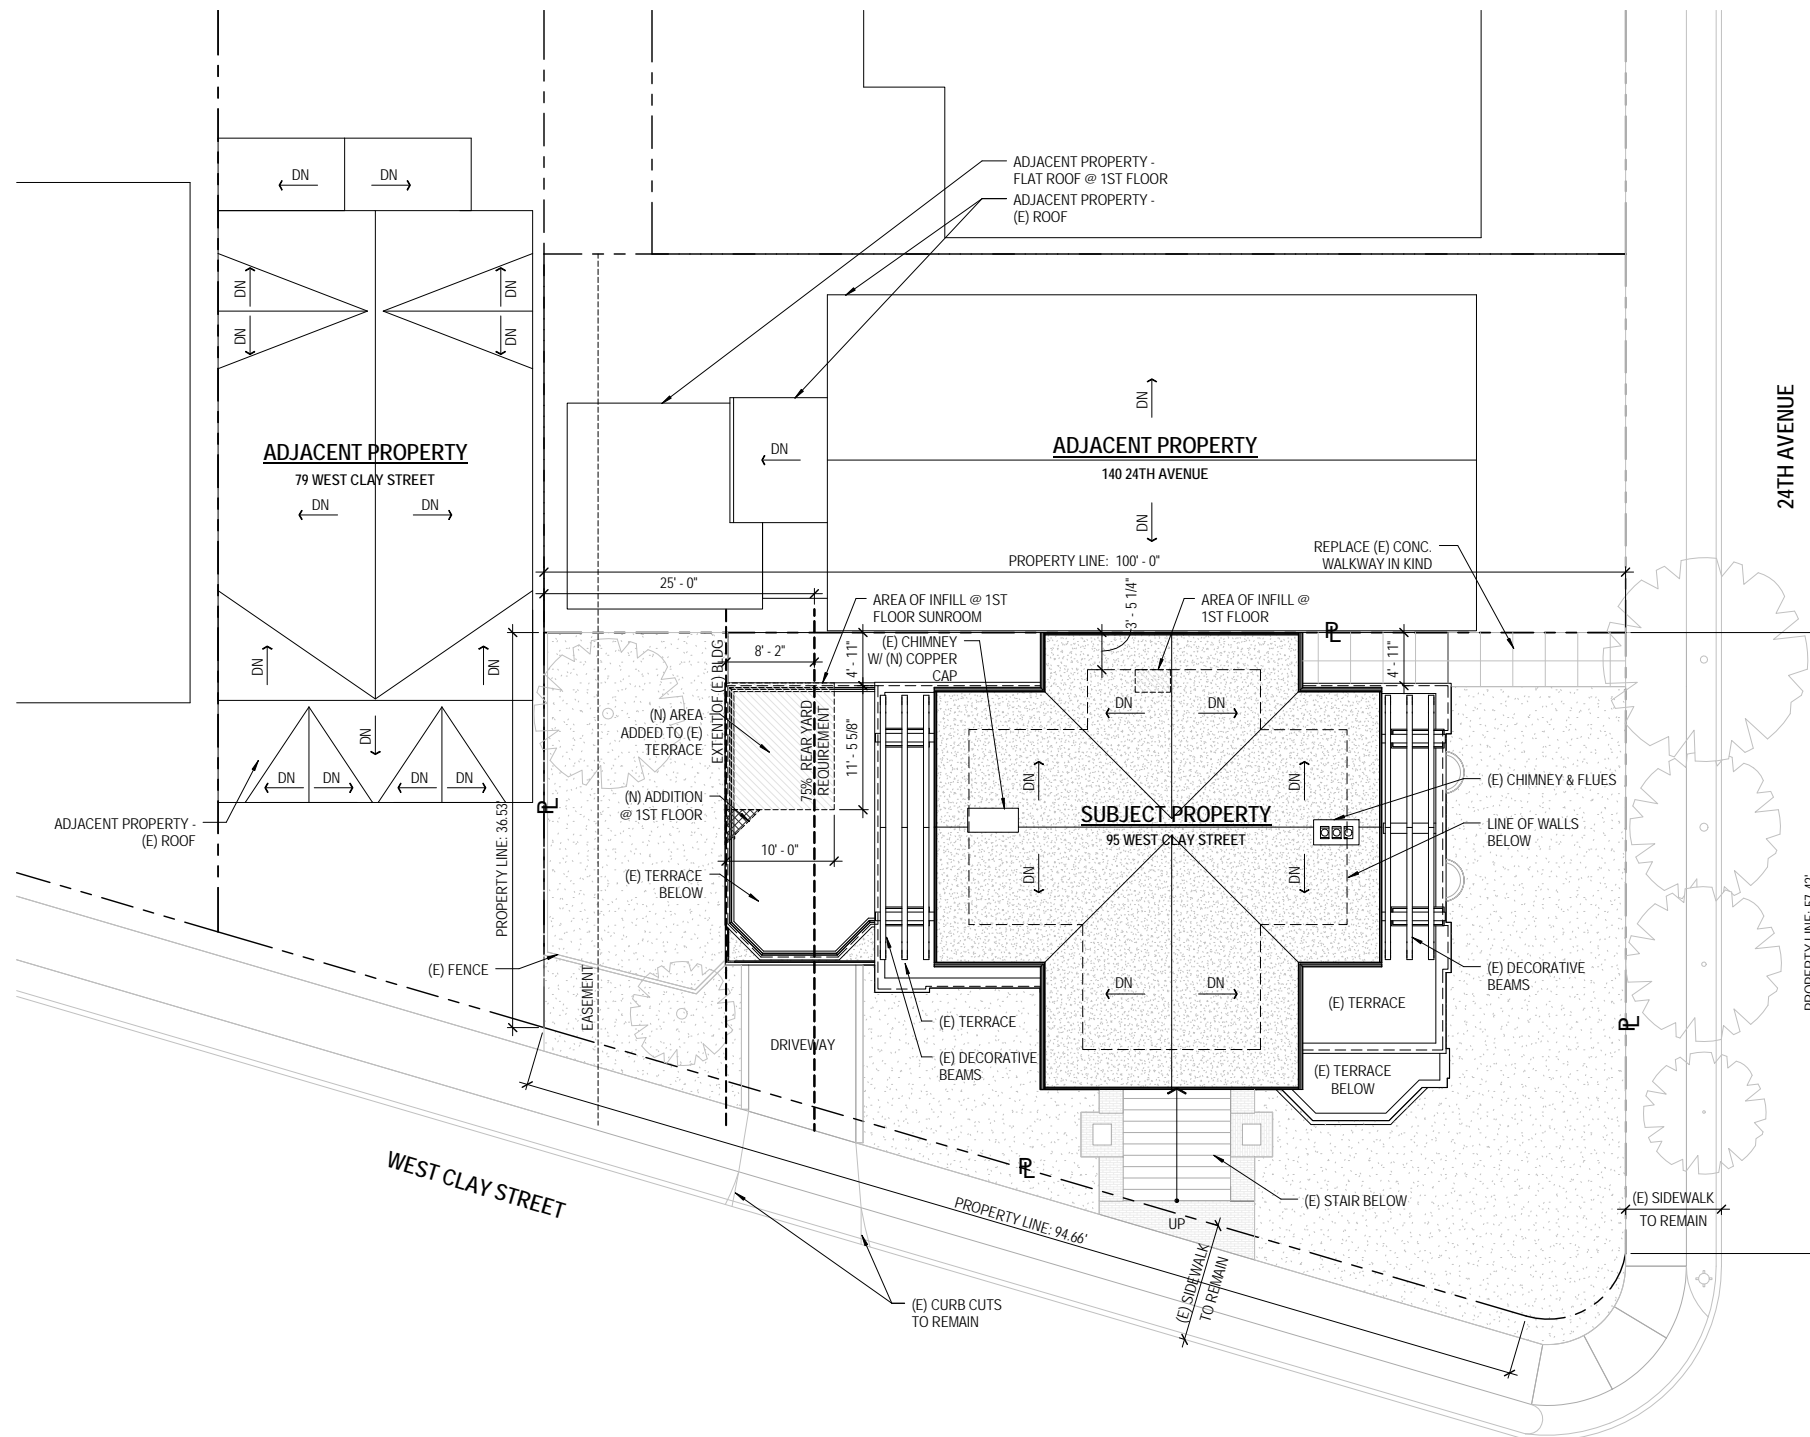 ADJACENT PROPERTY -
FLAT ROOF @ 1ST FLOOR
ADJACENT PROPERTY -
(E) ROOF
DN
DN
DN
DN
DN
DN
ADJACENT PROPERTY
79 WEST CLAY STREET
DN
DN
DN
DN
DN
DN
DN
DN
DN
DN
ADJACENT PROPERTY -
(E) ROOF
DN
DN
ADJACENT PROPERTY
140 24TH AVENUE
DN
24TH AVENUE
REPLACE (E) CONC.
WALKWAY IN KIND
PROPERTY LINE: 100' - 0"
25' - 0"
AREA OF INFILL @ 1ST
FLOOR SUNROOM
3' - 5 1/4"
AREA OF INFILL @
1ST FLOOR
(E) CHIMNEY
W/ (N) COPPER
CAP
PL
8' - 2"
4' - 11"
4' - 11"
EXTENT OF (E) BLDG
(N) AREA
ADDED TO (E)
TERRACE
75% REAR YARD
REQUIREMENT
11' - 5 5/8"
DN
DN
DN
DN
(E) CHIMNEY & FLUES
(N) ADDITION
@ 1ST FLOOR
SUBJECT PROPERTY
95 WEST CLAY STREET
LINE OF WALLS
BELOW
PL
PROPERTY LINE: 36.53'
10' - 0"
(E) TERRACE
BELOW
DN
DN
(E) FENCE
EASEMENT
DN
DN
(E) DECORATIVE
BEAMS
(E) TERRACE
(E) TERRACE
PL
DRIVEWAY
(E) DECORATIVE
BEAMS
(E) TERRACE
BELOW
PROPERTY LINE: 57.42'
WEST CLAY STREET
PL
PROPERTY LINE: 94.66'
UP
(E) STAIR BELOW
(E) SIDEWALK
TO REMAIN
(E) SIDEWALK
TO REMAIN
(E) CURB CUTS
TO REMAIN